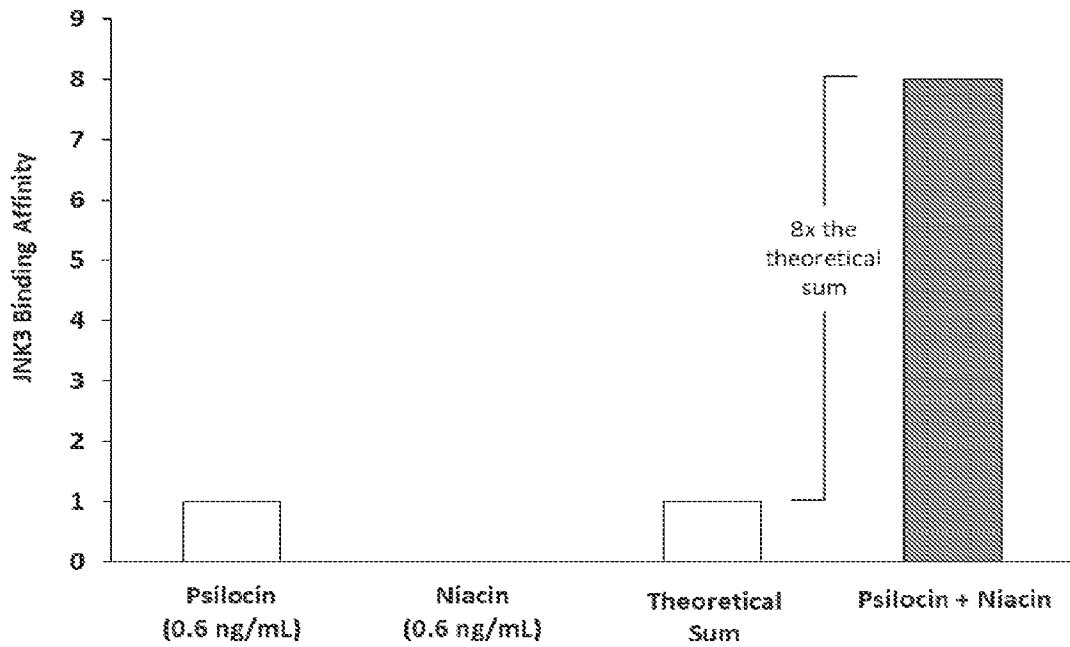 9
8
7
6
5
4
3
2
1
0
JNK3 Binding Affinity
8x the
theoretical
sum
Psilocin
(0.6 ng/mL)
Niacin
(0.6 ng/mL)
Theoretical
Sum
Psilocin + Niacin